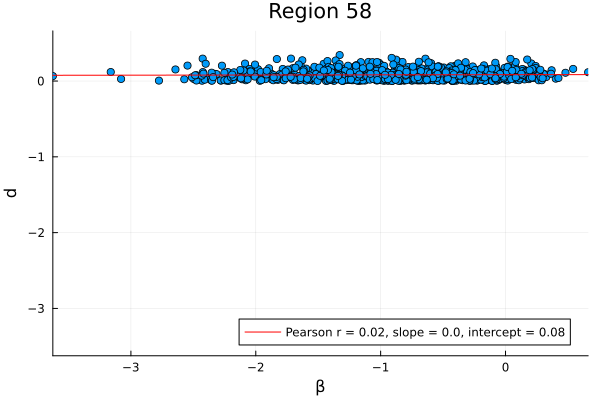 Region 58
d
0
−1
−2
−3
−3
−2
−1
0
β
Pearson r = 0.02, slope = 0.0, intercept = 0.08